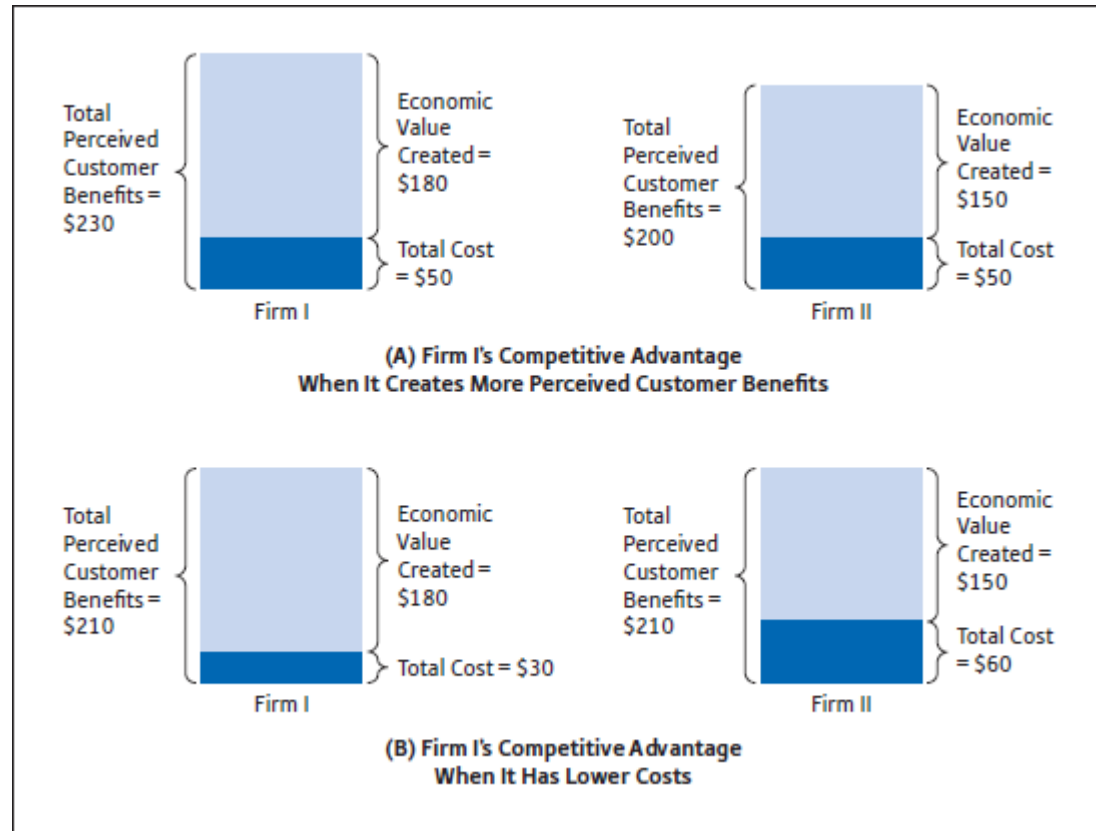 Total
Perceived
Customer
Benefits =
$230
Economic
Value
Created =
$180
Total Cost
= $50
Firm I
Total
Perceived
Customer
Benefits =
$200
Economic
Value
Created =
$150
Total Cost
= $50
Firm II
(A) Firm I's Competitive Advantage
When It Creates More Perceived Customer Benefits
Total
Perceived
Customer
Benefits =
$210
Economic
Value
Created =
$180
Total Cost = $30
Firm I
Total
Perceived
Customer
Benefits =
$210
Economic
Value
Created =
$150
Total Cost
= $60
Firm II
(B) Firm I's Competitive Advantage
When It Has Lower Costs